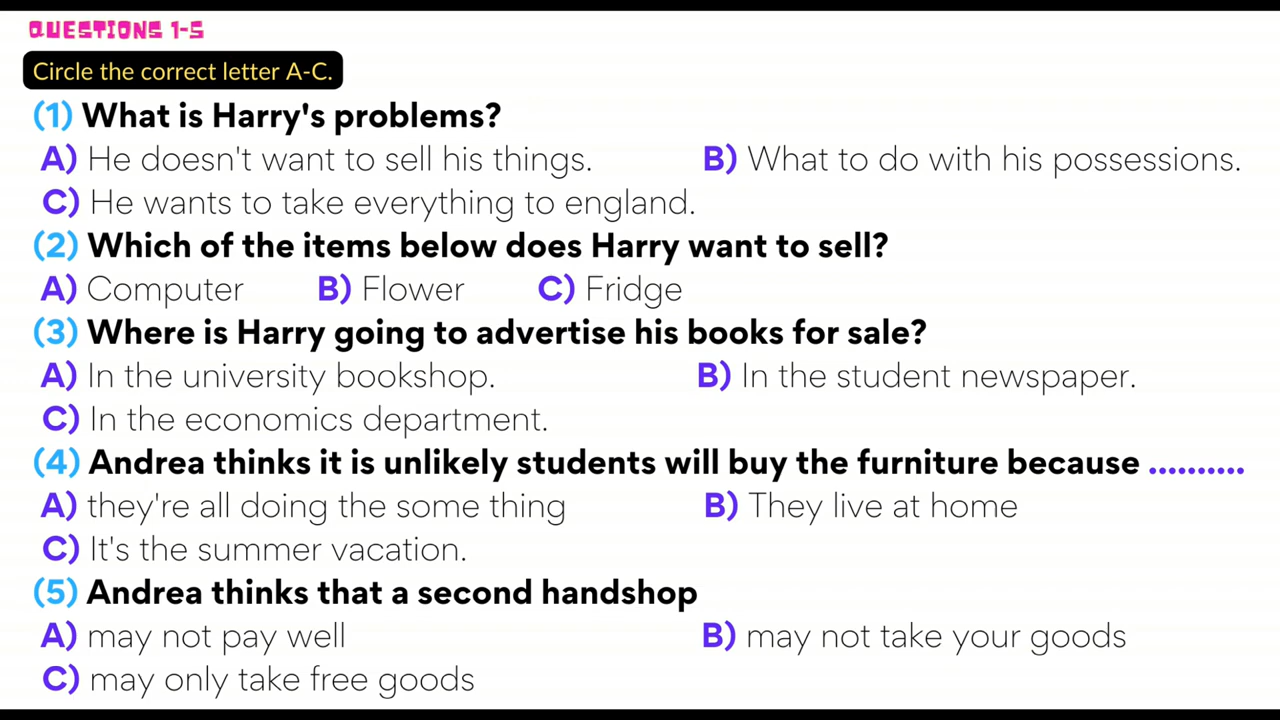 QUESTIONS 1-5
Circle the correct letter A-C.
(1) What is Harry's problems?
A) He doesn't want to sell his things. B) What to do with his possessions.
C) He wants to take everything to england.
(2) Which of the items below does Harry want to sell?
A) Computer B) Flower C) Fridge
(3) Where is Harry going to advertise his books for sale?
A) In the university bookshop. B) In the student newspaper.
C) In the economics department.
(4) Andrea thinks it is unlikely students will buy the furniture because ..........
A) they're all doing the some thing B) They live at home
C) It's the summer vacation.
(5) Andrea thinks that a second handshop
A) may not pay well B) may not take your goods
C) may only take free goods